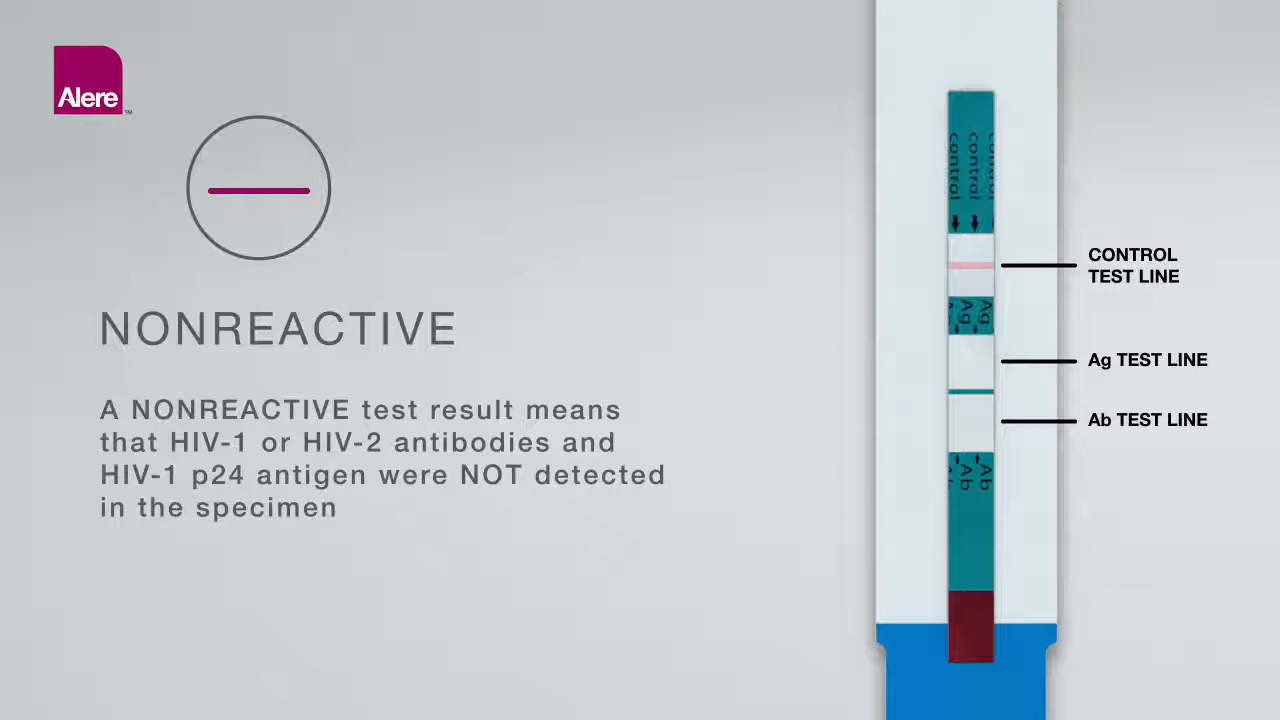 Alere™
NONREACTIVE
A NONREACTIVE test result means
that HIV-1 or HIV-2 antibodies and
HIV-1 p24 antigen were NOT detected
in the specimen
control control control
CONTROL
TEST LINE
Ag Ag
Ag TEST LINE
Ab TEST LINE
Ab Ab